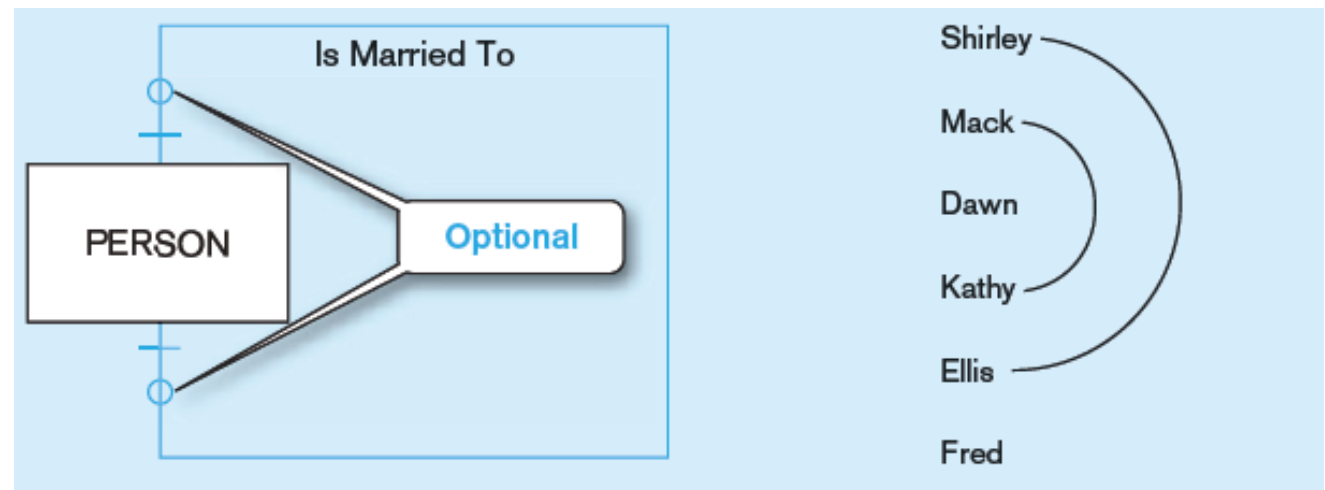 Is Married To
PERSON
Optional
Shirley
Mack
Dawn
Kathy
Ellis
Fred